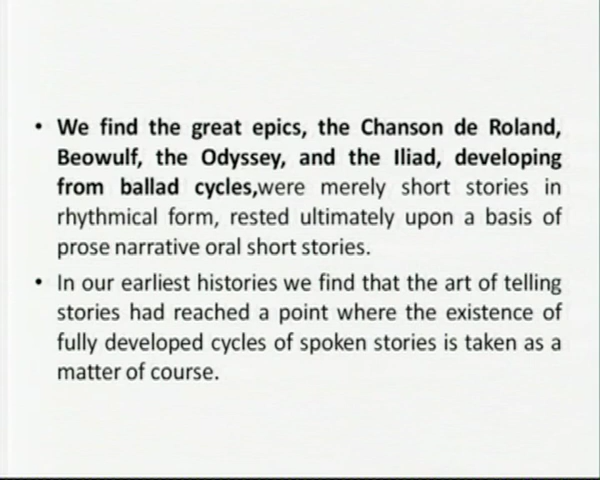 • We find the great epics, the Chanson de Roland,
Beowulf, the Odyssey, and the Iliad, developing
from ballad cycles,were merely short stories in
rhythmical form, rested ultimately upon a basis of
prose narrative oral short stories.
• In our earliest histories we find that the art of telling
stories had reached a point where the existence of
fully developed cycles of spoken stories is taken as a
matter of course.